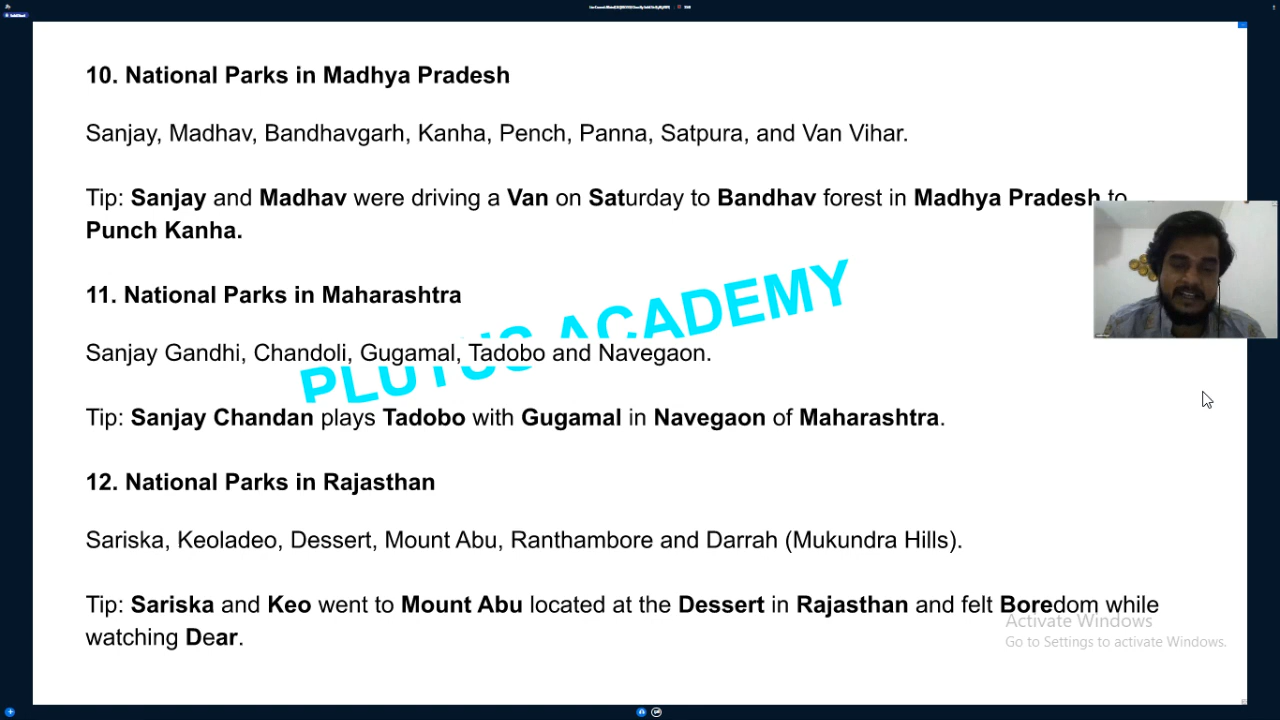 10. National Parks in Madhya Pradesh
Sanjay, Madhav, Bandhavgarh, Kanha, Pench, Panna, Satpura, and Van Vihar.
Tip: Sanjay and Madhav were driving a Van on Saturday to Bandhav forest in Madhya Pradesh to
Punch Kanha.
11. National Parks in Maharashtra
PLUTUS ACADEMY
Sanjay Gandhi, Chandoli, Gugamal, Tadobo and Navegaon.
Tip: Sanjay Chandan plays Tadobo with Gugamal in Navegaon of Maharashtra.
12. National Parks in Rajasthan
Sariska, Keoladeo, Dessert, Mount Abu, Ranthambore and Darrah (Mukundra Hills).
Tip: Sariska and Keo went to Mount Abu located at the Dessert in Rajasthan and felt Boredom while
watching Dear.
Activate Windows
Go to Settings to activate Windows.